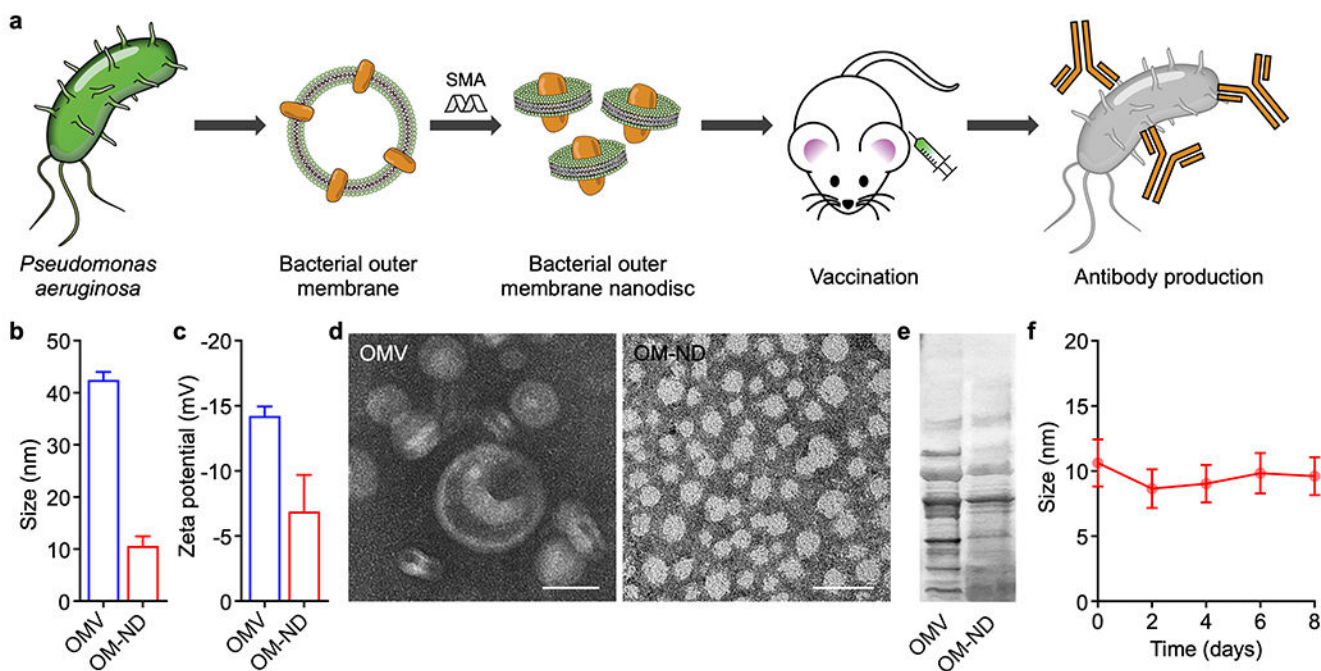 a
SMA
Pseudomonas
aeruginosa
Bacterial outer
membrane
Bacterial outer
membrane nanodisc
Vaccination
Antibody production
b
Size (nm)
50
40
30
20
10
0
OMV
OM-ND
c
Zeta potential (mV)
-20
-15
-10
-5
0
OMV
OM-ND
d
OMV
OM-ND
e
OMV
OM-ND
f
Size (nm)
20
15
10
5
0
0 2 4 6 8
Time (days)